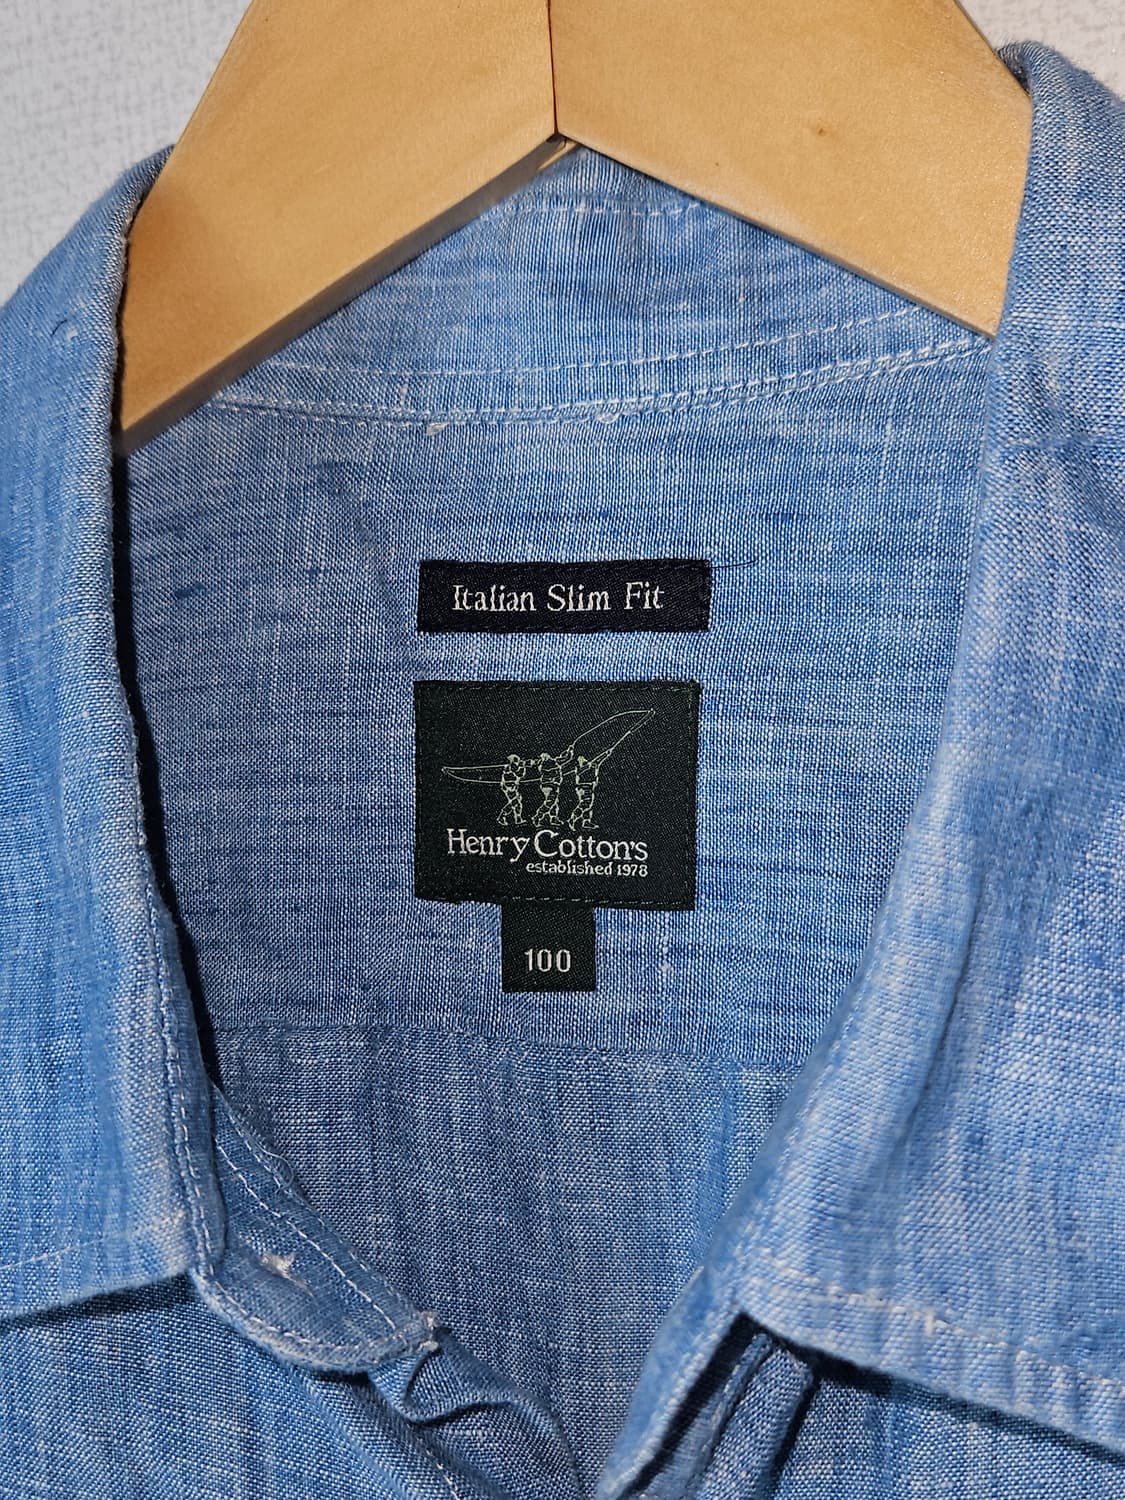 Italian Slim Fit
Henry Cotton's
established 1978
100